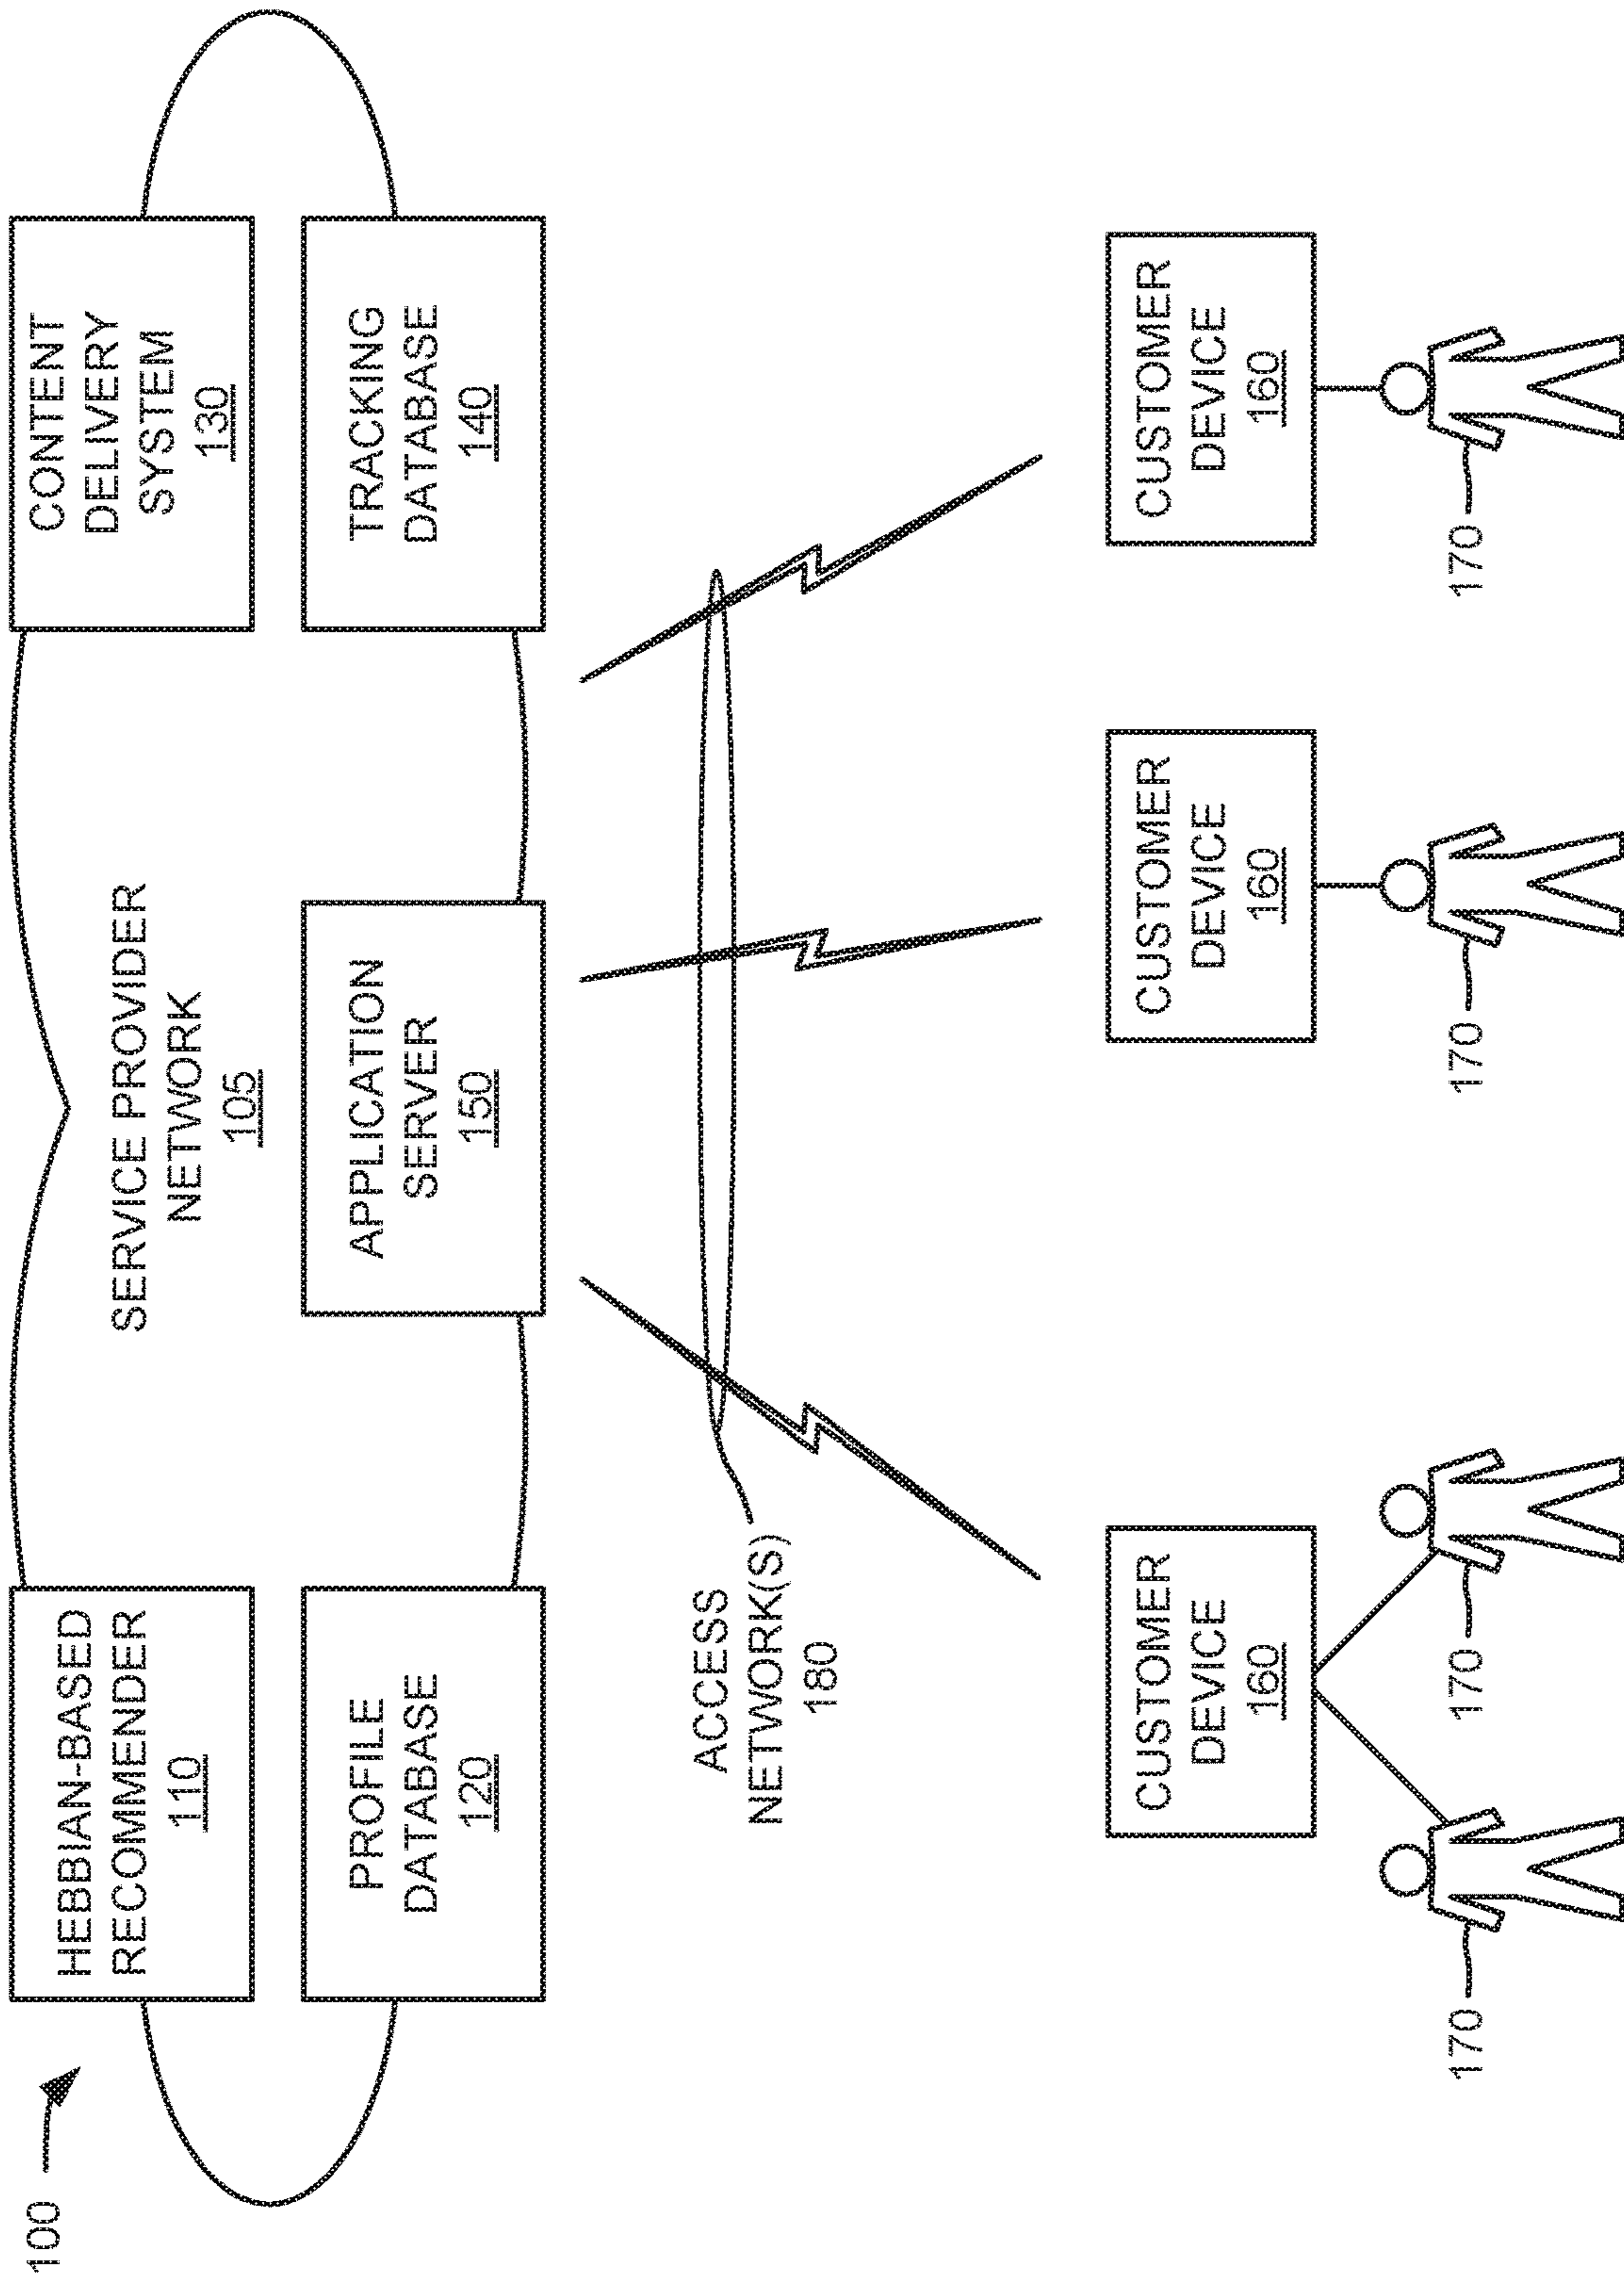 100
HEBBIAN-BASED
RECOMMENDER
110
SERVICE PROVIDER
NETWORK
105
CONTENT
DELIVERY
SYSTEM
130
PROFILE
DATABASE
120
APPLICATION
SERVER
150
TRACKING
DATABASE
140
ACCESS
NETWORK(S)
180
CUSTOMER
DEVICE
160
CUSTOMER
DEVICE
160
CUSTOMER
DEVICE
160
170
170
170
170